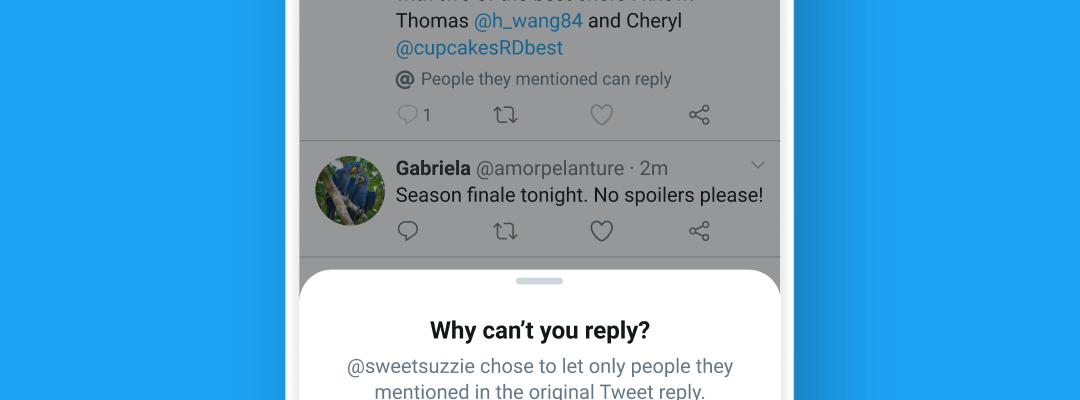 Thomas @h_wang84 and Cheryl
@cupcakesRDbest
@ People they mentioned can reply
1
Gabriela @amorpelanture · 2m
Season finale tonight. No spoilers please!
Why can’t you reply?
@sweetsuzzie chose to let only people they
mentioned in the original Tweet reply.